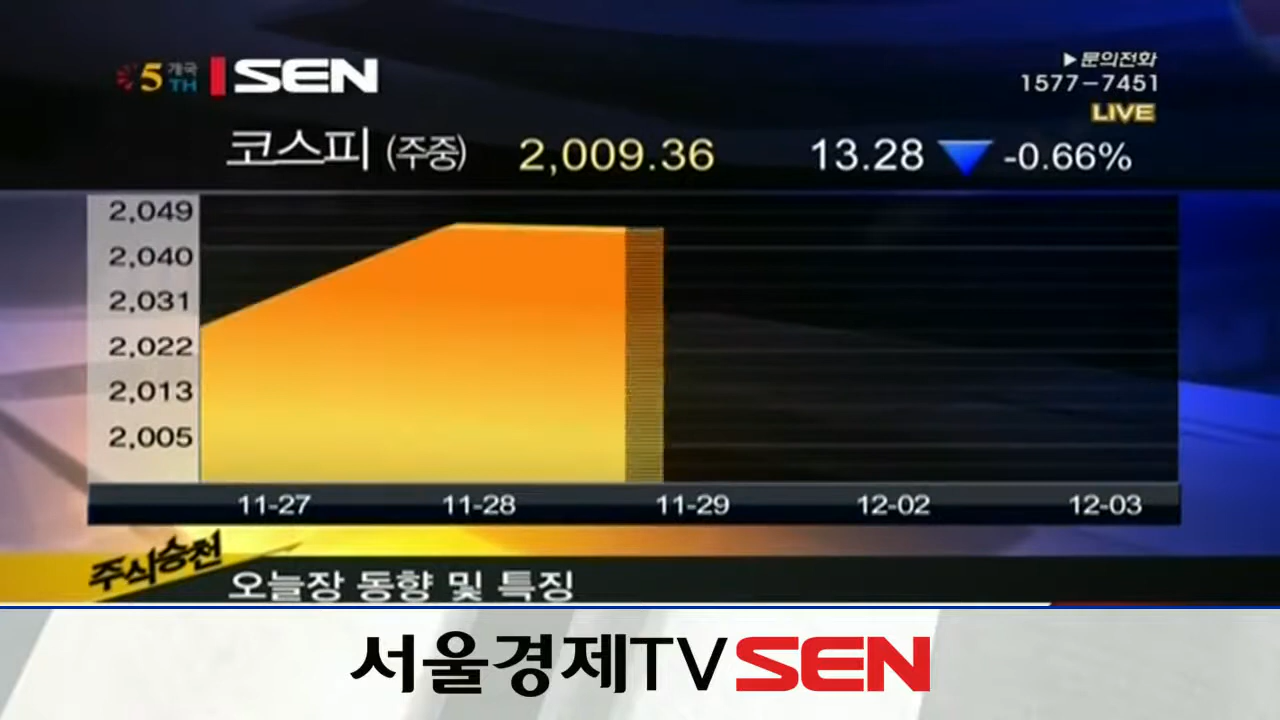 5 개국 TH SEN
▶문의전화
1577-7451
LIVE
코스피 (주중) 2,009.36 13.28 ▼ -0.66%
2,049
2,040
2,031
2,022
2,013
2,005
11-27 11-28 11-29 12-02 12-03
주식승전
오늘장 동향 및 특징
서울경제TV SEN